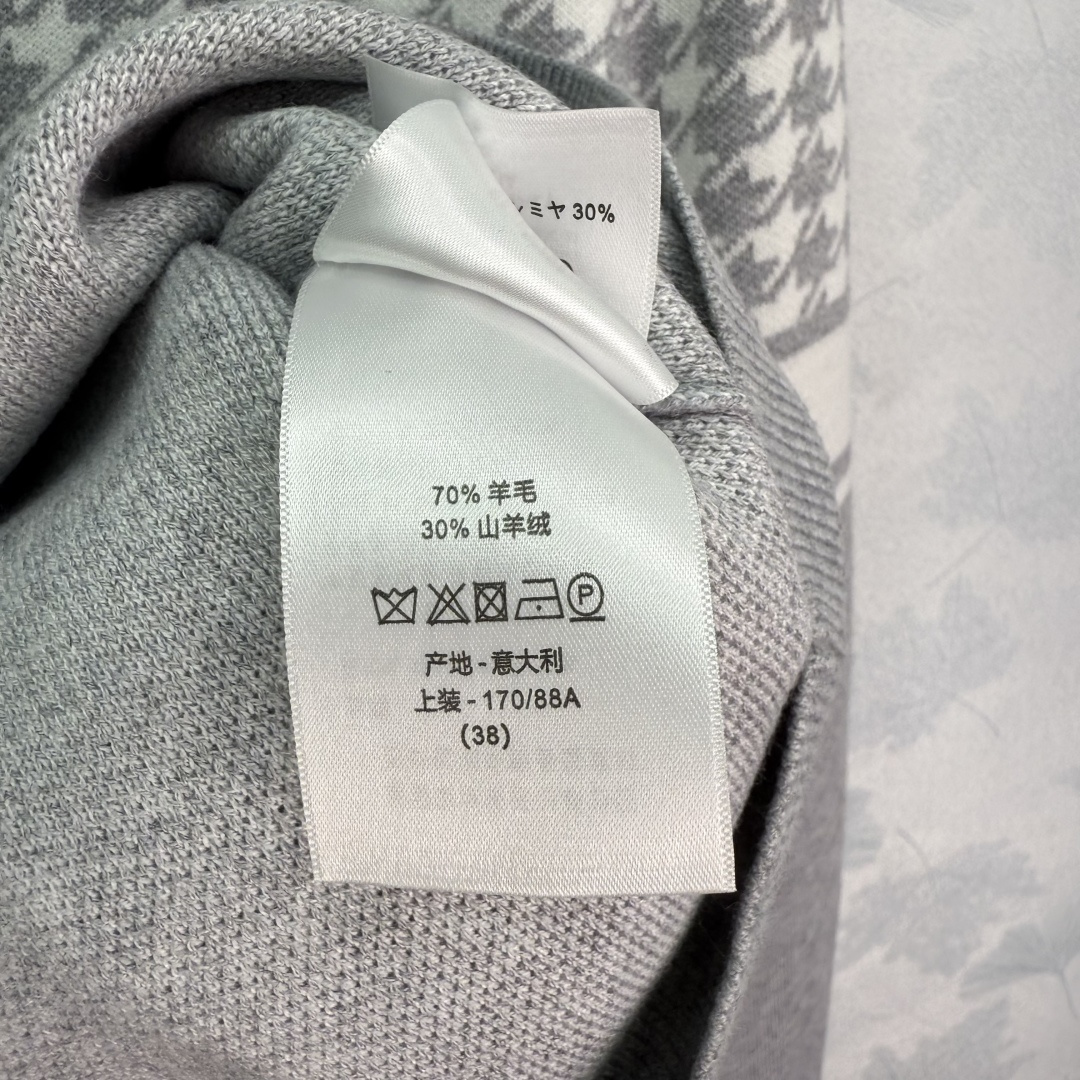 ミヤ 30%
70% 羊毛
30% 山羊绒
P
产地 - 意大利
上装 - 170/88A
(38)